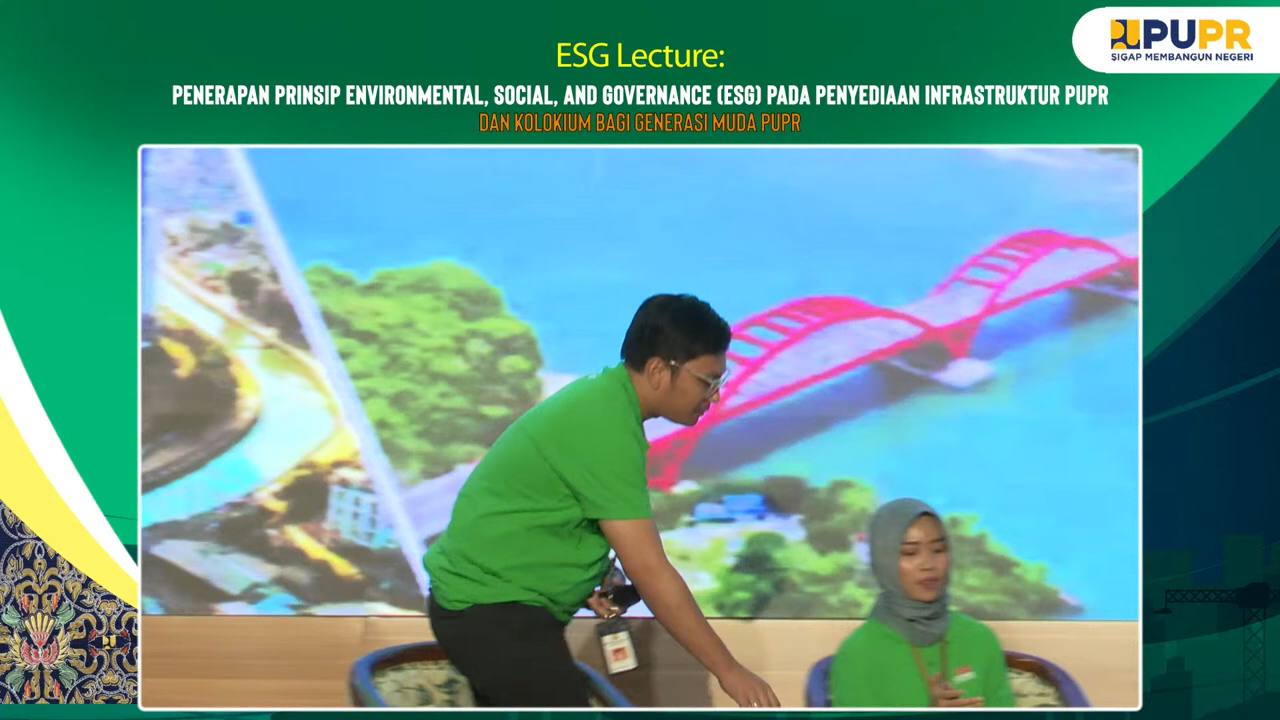 PUPR
SIGAP MEMBANGUN NEGERI
ESG Lecture:
PENERAPAN PRINSIP ENVIRONMENTAL, SOCIAL, AND GOVERNANCE (ESG) PADA PENYEDIAAN INFRASTRUKTUR PUPR
DAN KOLOKIUM BAGI GENERASI MUDA PUPR